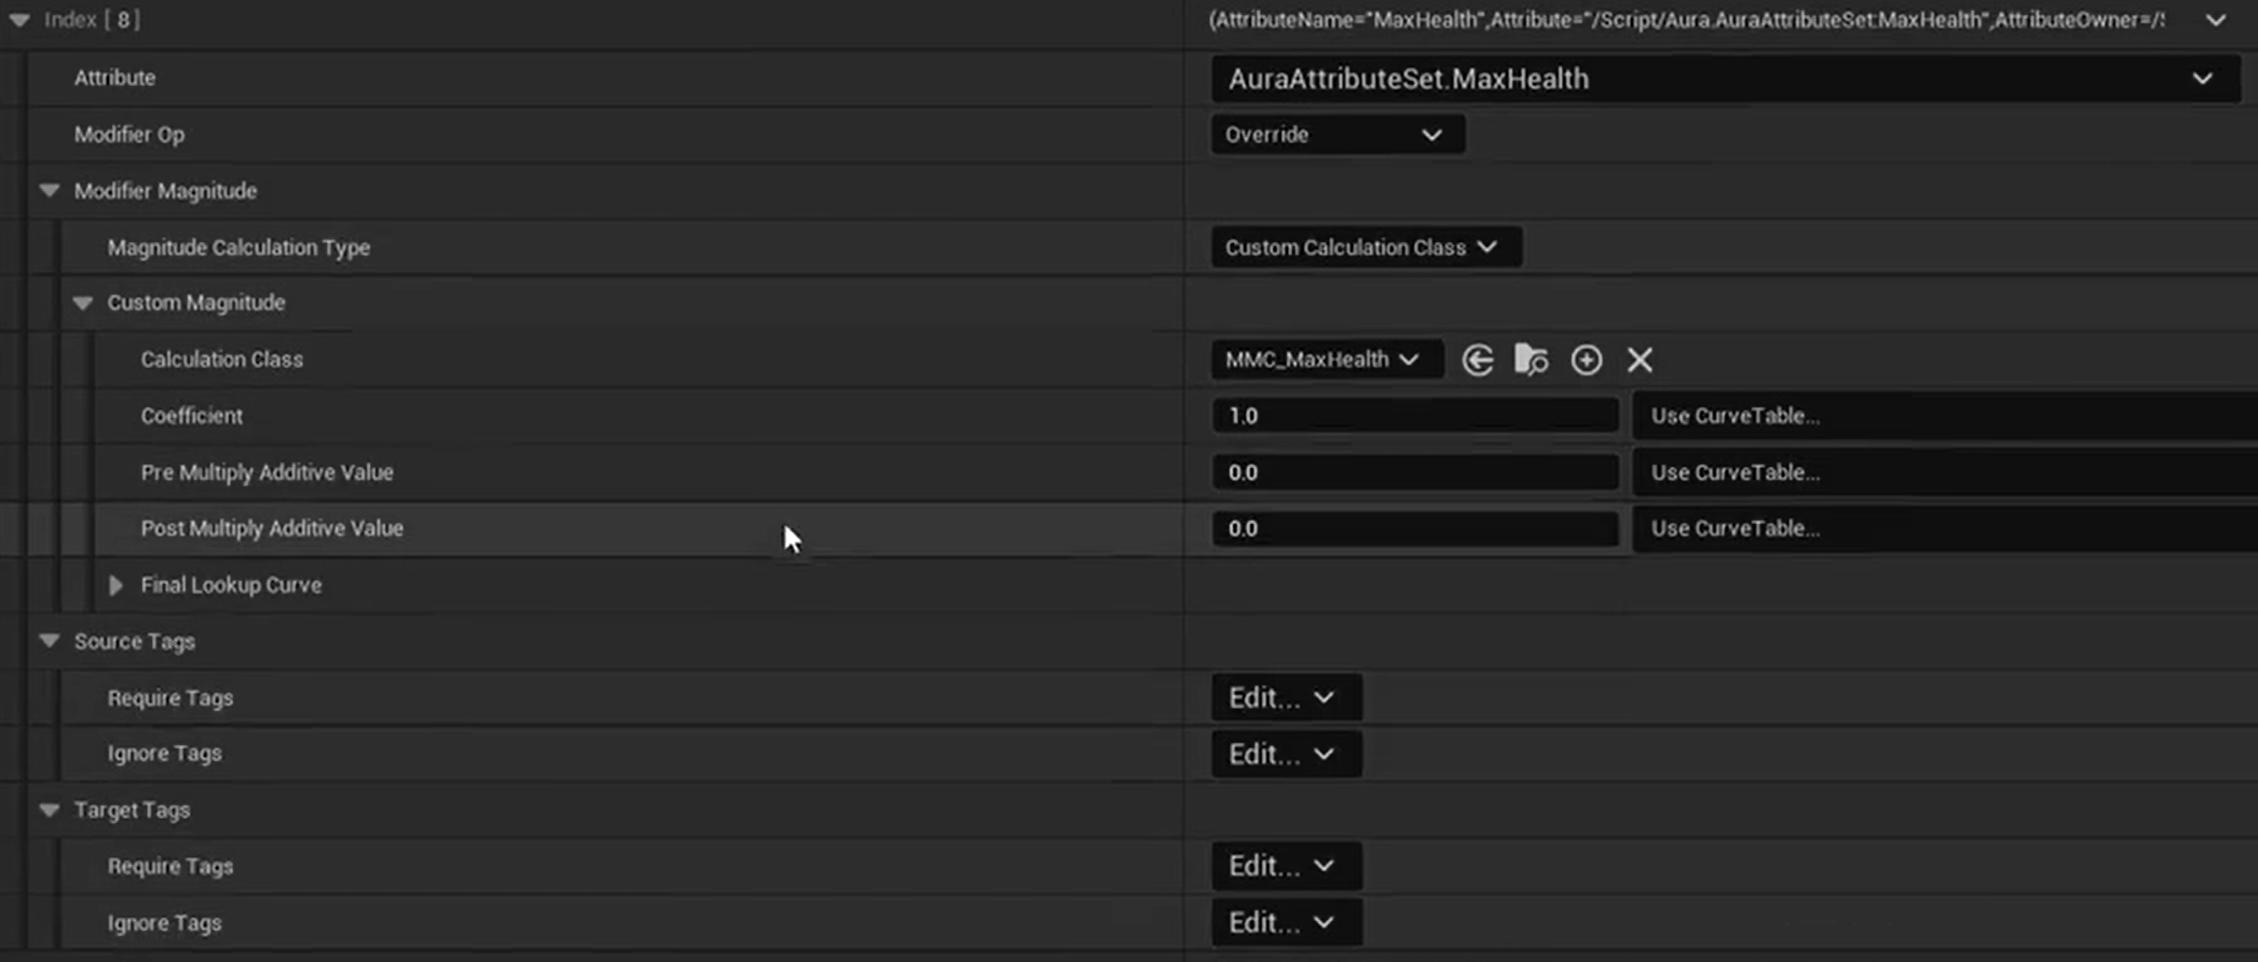 Index [ 8 ] (AttributeName="MaxHealth",Attribute="/Script/Aura.AuraAttributeSet:MaxHealth",AttributeOwner=/
Attribute AuraAttributeSet.MaxHealth
Modifier Op Override
Modifier Magnitude
Magnitude Calculation Type Custom Calculation Class
Custom Magnitude
Calculation Class MMC_MaxHealth
Coefficient 1.0 Use CurveTable...
Pre Multiply Additive Value 0.0 Use CurveTable...
Post Multiply Additive Value 0.0 Use CurveTable...
Final Lookup Curve
Source Tags
Require Tags Edit...
Ignore Tags Edit...
Target Tags
Require Tags Edit...
Ignore Tags Edit...